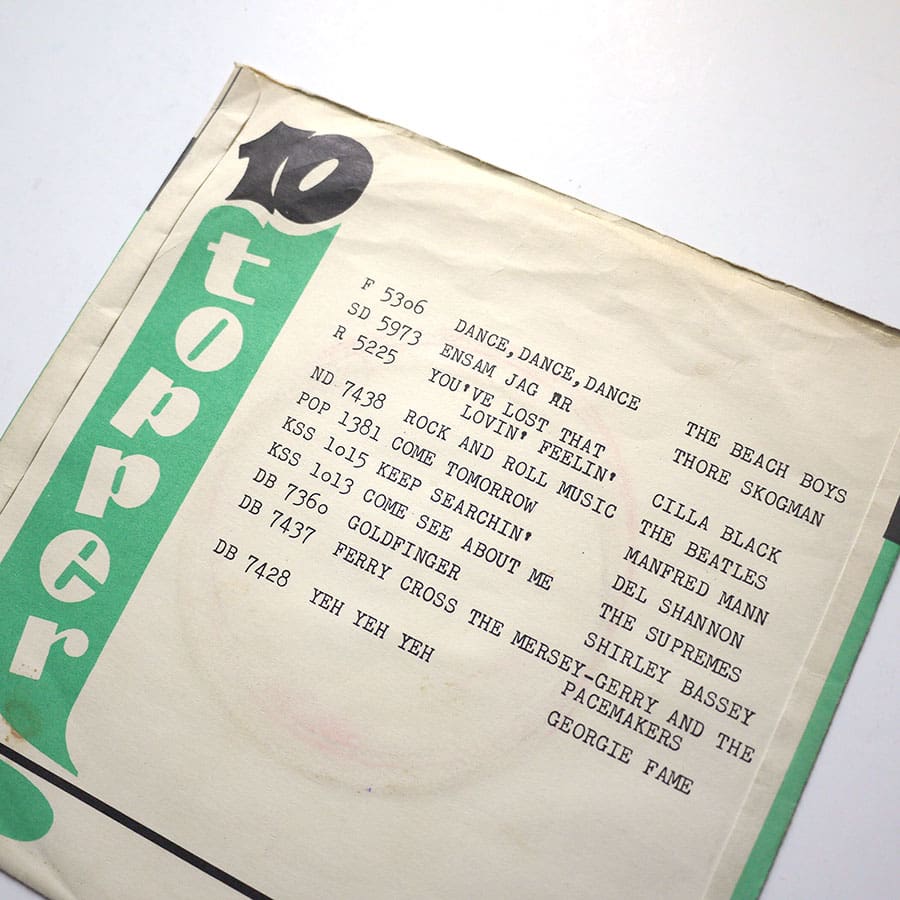 10 topper
F 5306 DANCE, DANCE, DANCE THE BEACH BOYS
SD 5973 ENSAM JAG ÄR THORE SKOGMAN
R 5225 YOU'VE LOST THAT
LOVIN' FEELIN' CILLA BLACK
ND 7438 ROCK AND ROLL MUSIC THE BEATLES
POP 1381 COME TOMORROW MANFRED MANN
KSS 1015 KEEP SEARCHIN' DEL SHANNON
KSS 1013 COME SEE ABOUT ME THE SUPREMES
DB 7360 GOLDFINGER SHIRLEY BASSEY
DB 7437 FERRY CROSS THE MERSEY-GERRY AND THE
PACEMAKERS
DB 7428 YEH YEH YEH GEORGIE FAME